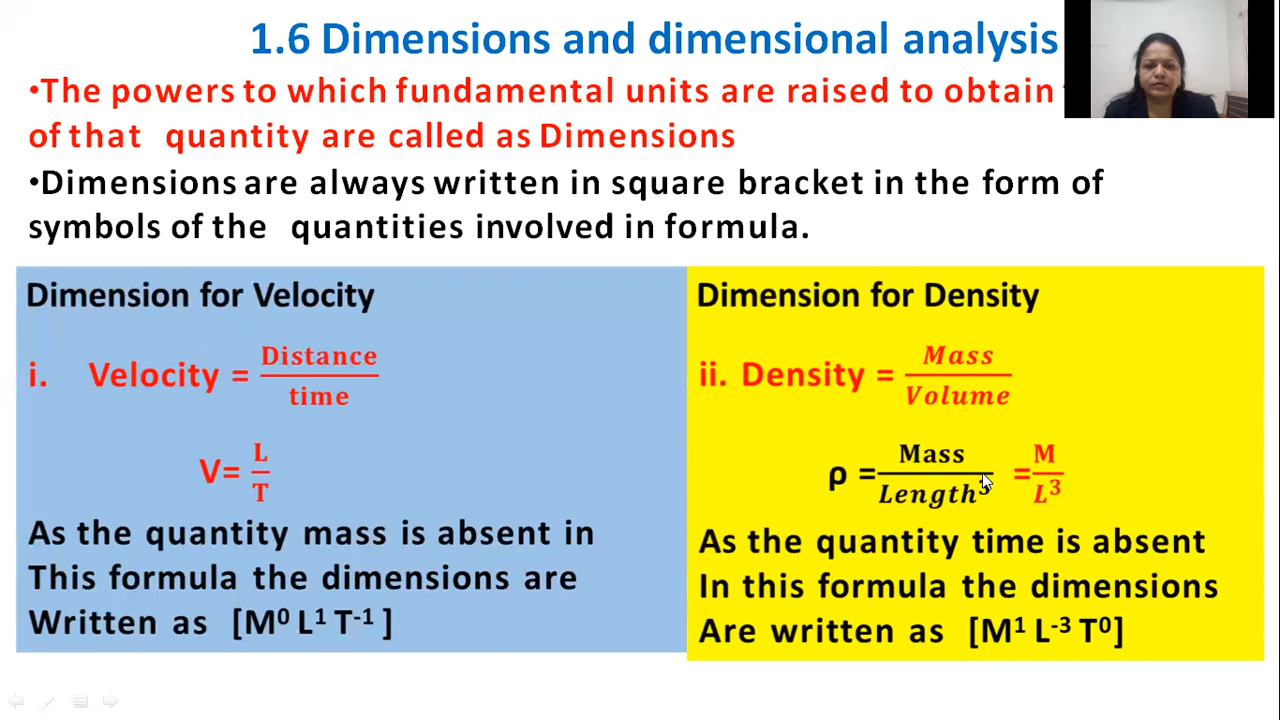 1.6 Dimensions and dimensional analysis
•The powers to which fundamental units are raised to obtain
of that quantity are called as Dimensions
•Dimensions are always written in square bracket in the form of
symbols of the quantities involved in formula.
Dimension for Velocity
i. Velocity = Distance / time
V= L / T
As the quantity mass is absent in
This formula the dimensions are
Written as [M⁰ L¹ T⁻¹ ]
Dimension for Density
ii. Density = Mass / Volume
ρ = Mass / Length³ = M / L³
As the quantity time is absent
In this formula the dimensions
Are written as [M¹ L⁻³ T⁰]